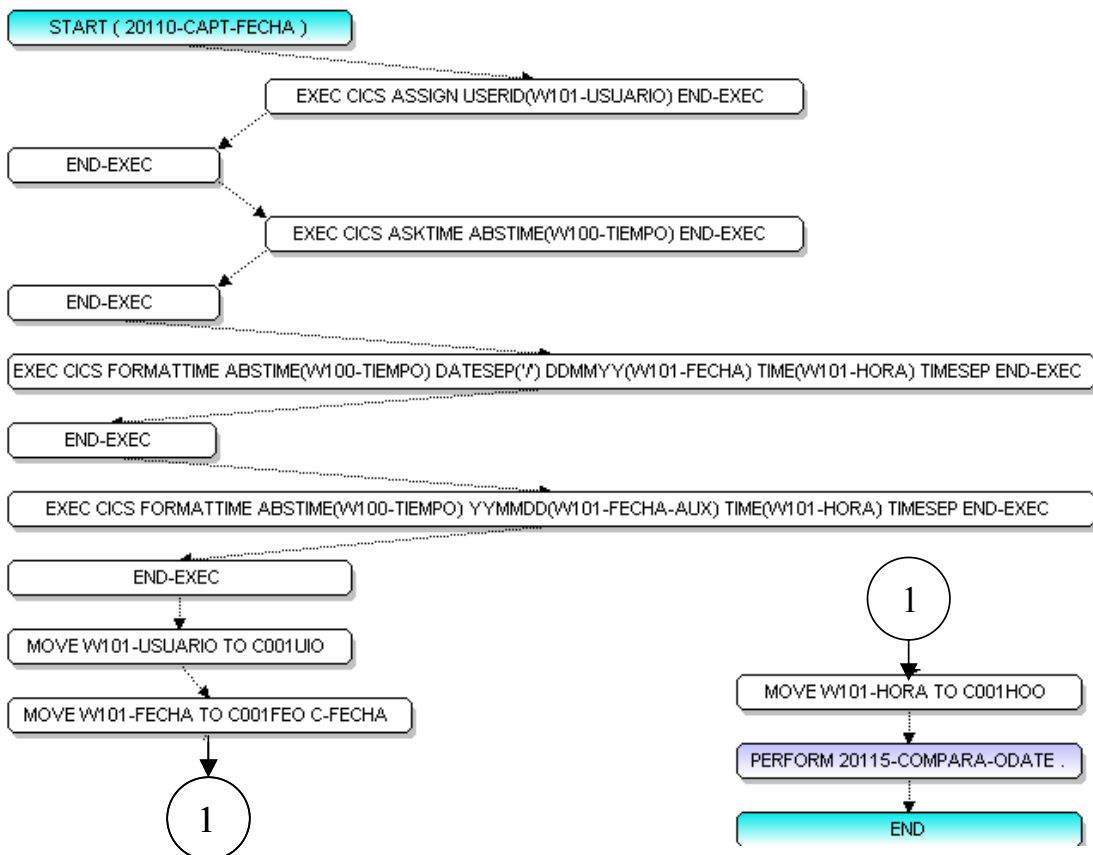 START ( 20110-CAPT-FECHA )
EXEC CICS ASSIGN USERID(W101-USUARIO) END-EXEC
END-EXEC
EXEC CICS ASKTIME ABSTIME(W100-TIEMPO) END-EXEC
END-EXEC
EXEC CICS FORMATTIME ABSTIME(W100-TIEMPO) DATESEP('/') DDMMYY(W101-FECHA) TIME(W101-HORA) TIMESEP END-EXEC
END-EXEC
EXEC CICS FORMATTIME ABSTIME(W100-TIEMPO) YYMMDD(W101-FECHA-AUX) TIME(W101-HORA) TIMESEP END-EXEC
END-EXEC
MOVE W101-USUARIO TO C001UIO
MOVE W101-FECHA TO C001FEO C-FECHA
1
1
MOVE W101-HORA TO C001HOO
PERFORM 20115-COMPARA-ODATE .
END